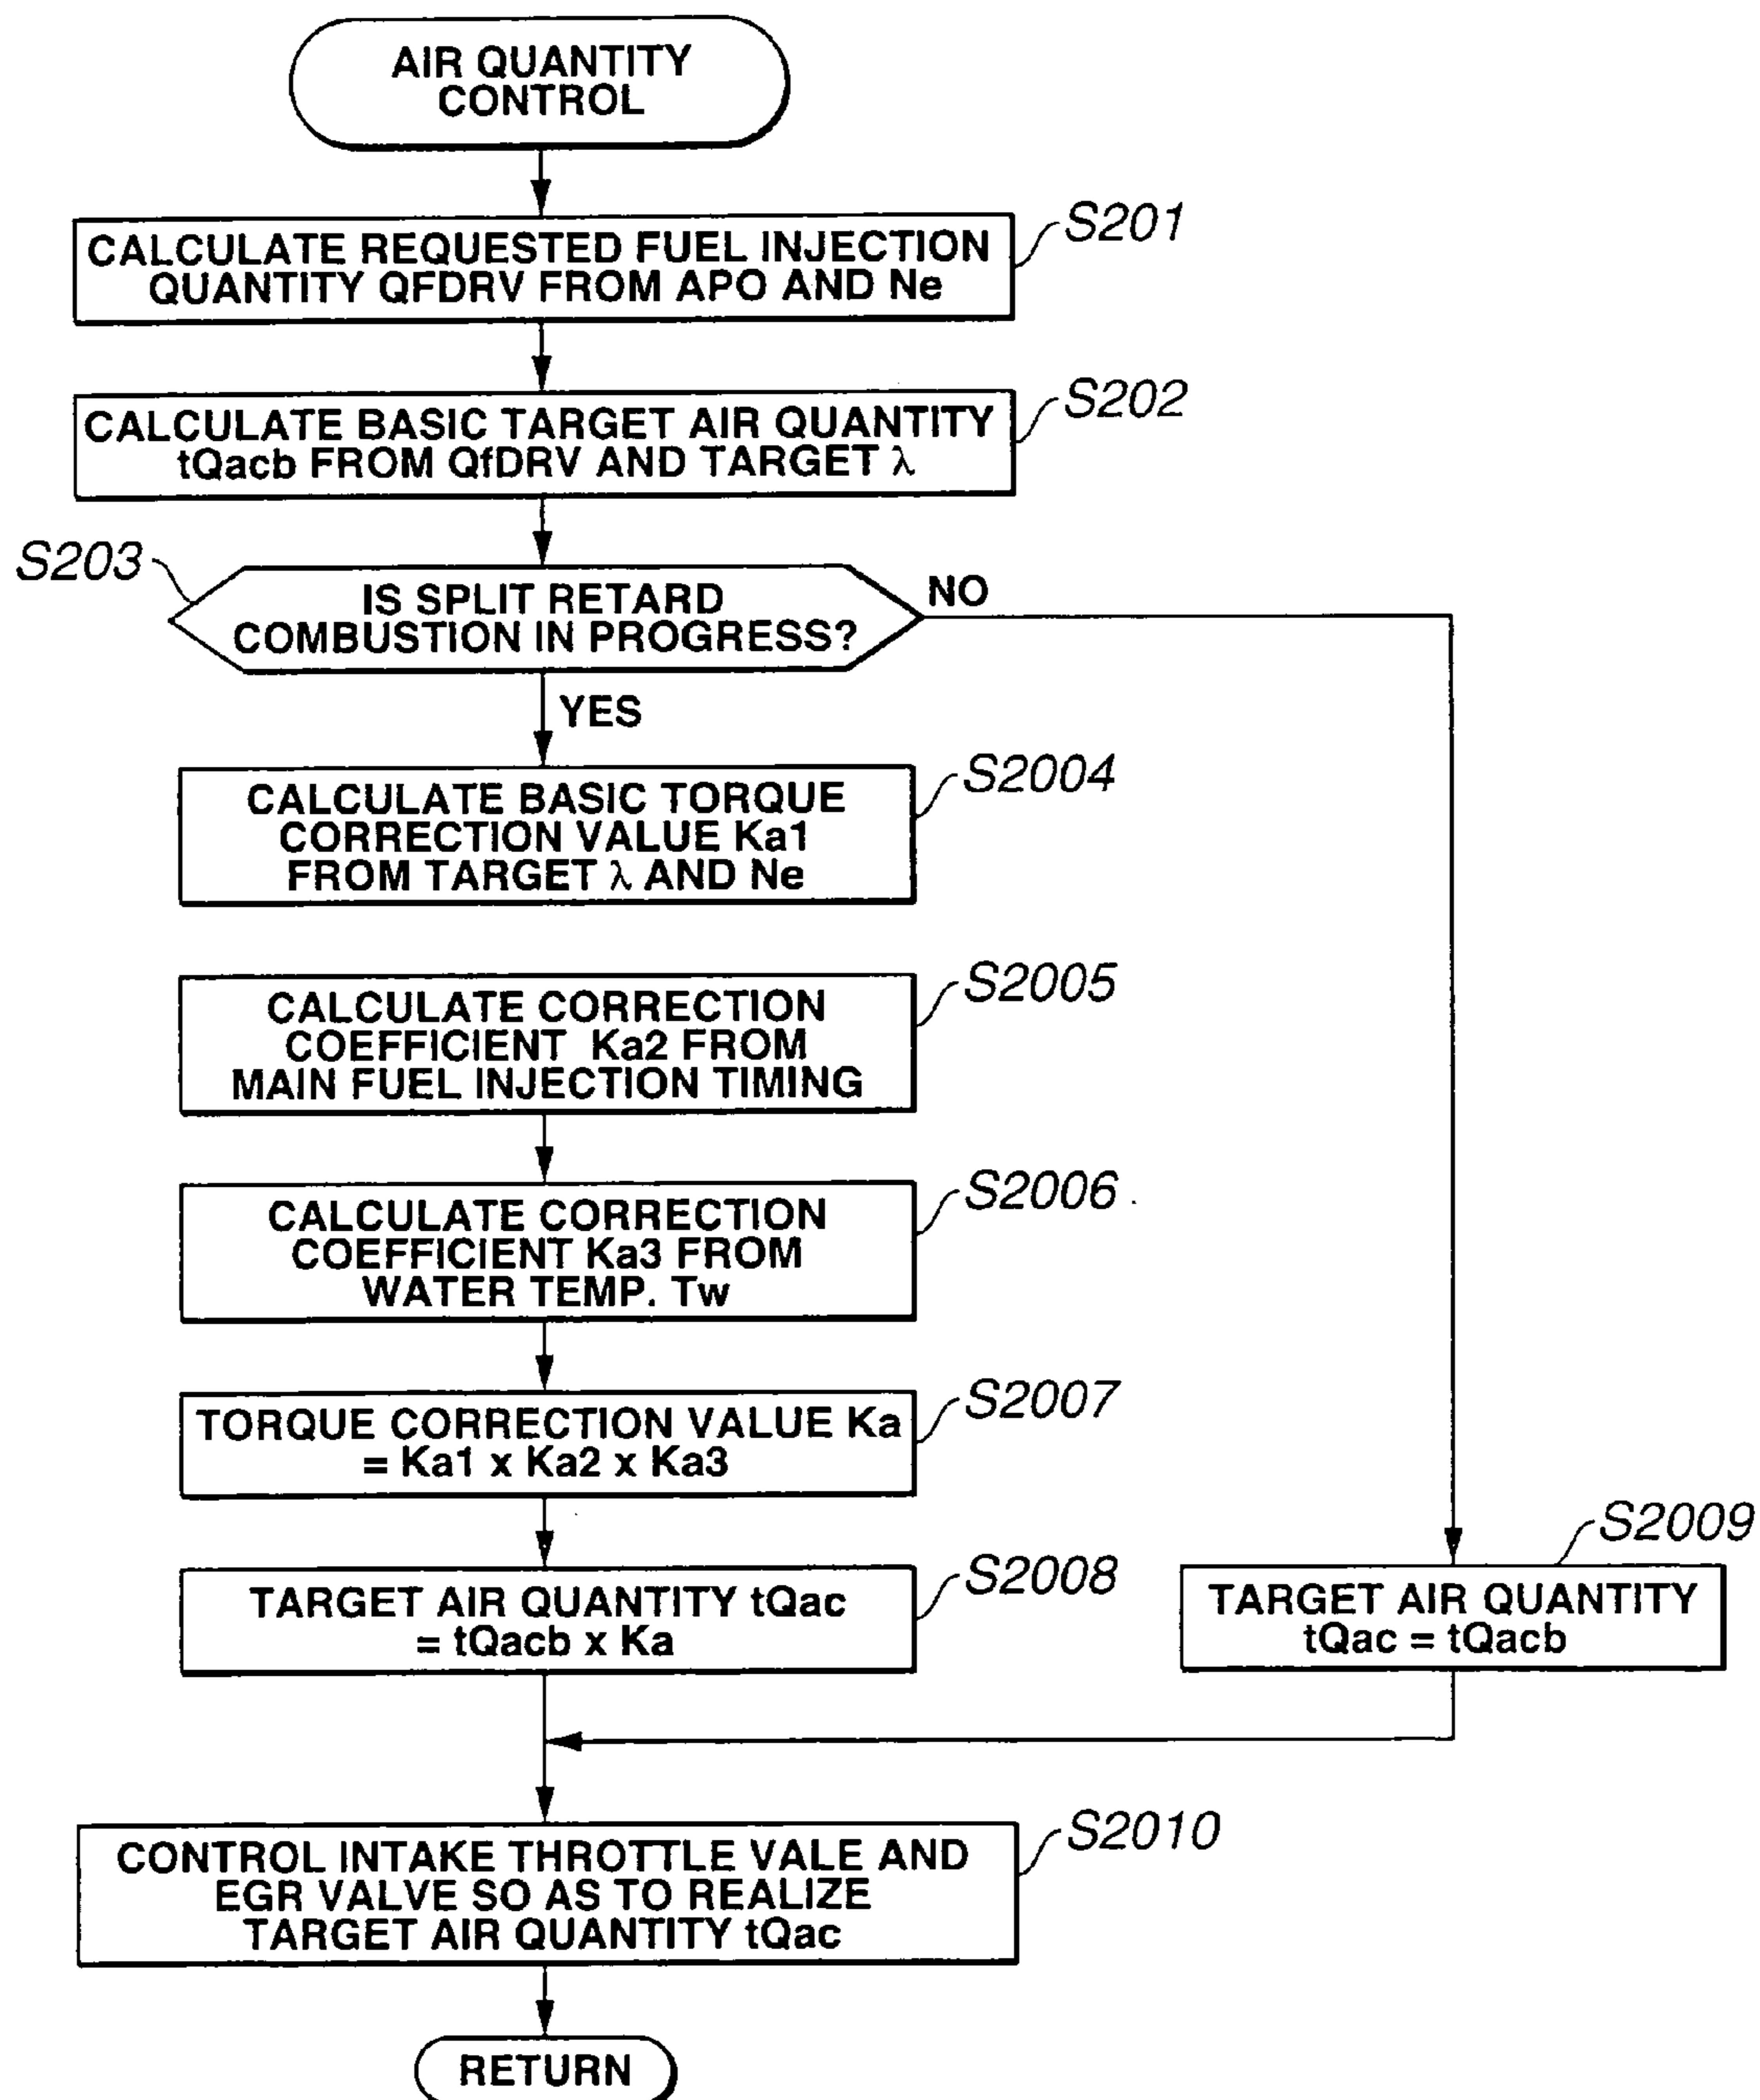 AIR QUANTITY
CONTROL
S201
CALCULATE REQUESTED FUEL INJECTION
QUANTITY QFDRV FROM APO AND Ne
S202
CALCULATE BASIC TARGET AIR QUANTITY
tQacb FROM QfDRV AND TARGET λ
S203
IS SPLIT RETARD
COMBUSTION IN PROGRESS?
NO
YES
S2004
CALCULATE BASIC TORQUE
CORRECTION VALUE Ka1
FROM TARGET λ AND Ne
S2005
CALCULATE CORRECTION
COEFFICIENT Ka2 FROM
MAIN FUEL INJECTION TIMING
S2006
CALCULATE CORRECTION
COEFFICIENT Ka3 FROM
WATER TEMP. Tw
S2007
TORQUE CORRECTION VALUE Ka
= Ka1 x Ka2 x Ka3
S2008
TARGET AIR QUANTITY tQac
= tQacb x Ka
S2009
TARGET AIR QUANTITY
tQac = tQacb
S2010
CONTROL INTAKE THROTTLE VALE AND
EGR VALVE SO AS TO REALIZE
TARGET AIR QUANTITY tQac
RETURN